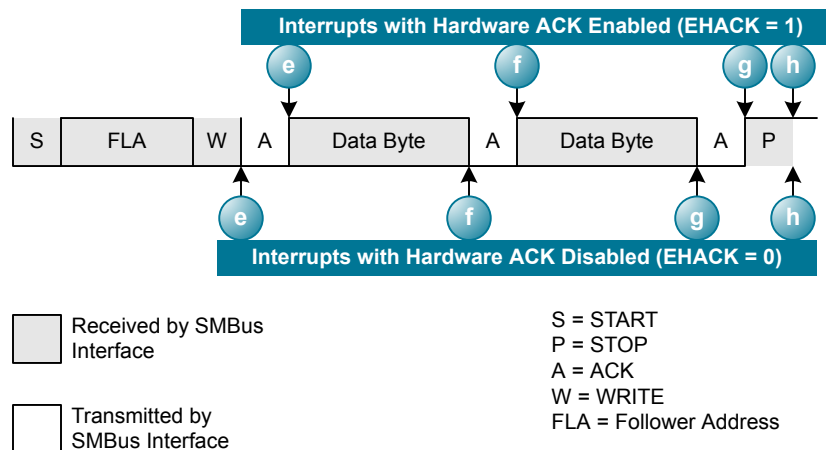 Interrupts with Hardware ACK Enabled (EHACK = 1)
e f g h
S FLA W A Data Byte A Data Byte A P
e f g h
Interrupts with Hardware ACK Disabled (EHACK = 0)
Received by SMBus
Interface
Transmitted by
SMBus Interface
S = START
P = STOP
A = ACK
W = WRITE
FLA = Follower Address